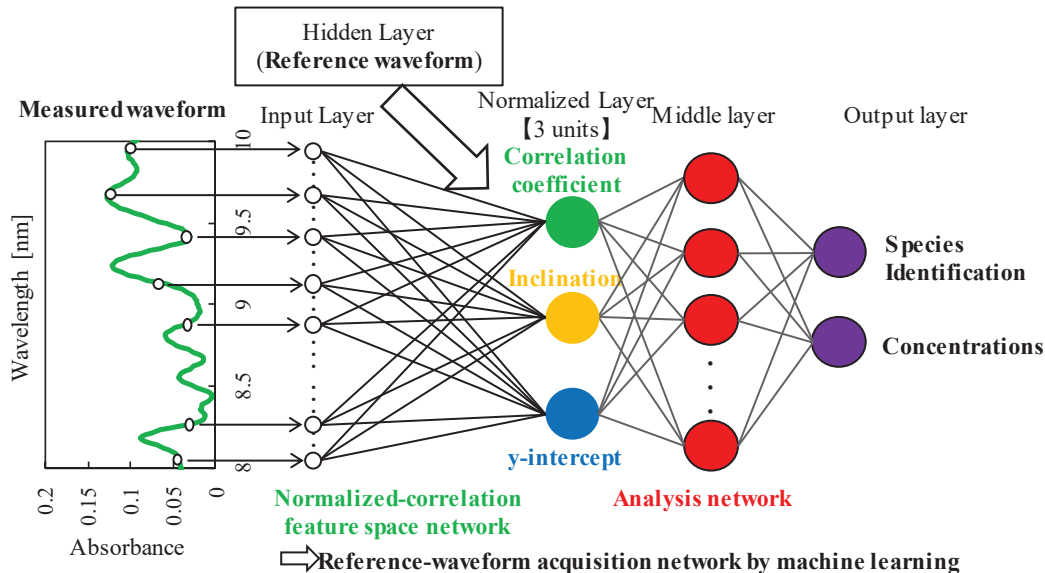 Hidden Layer
(Reference waveform)
Measured waveform
Input Layer
Normalized Layer
【3 units】
Middle layer
Output layer
Correlation
coefficient
Inclination
y-intercept
Species
Identification
Concentrations
Wavelength [nm]
10
9.5
9
8.5
8
0.2
0.15
0.1
0.05
0
Absorbance
Normalized-correlation
feature space network
Analysis network
Reference-waveform acquisition network by machine learning